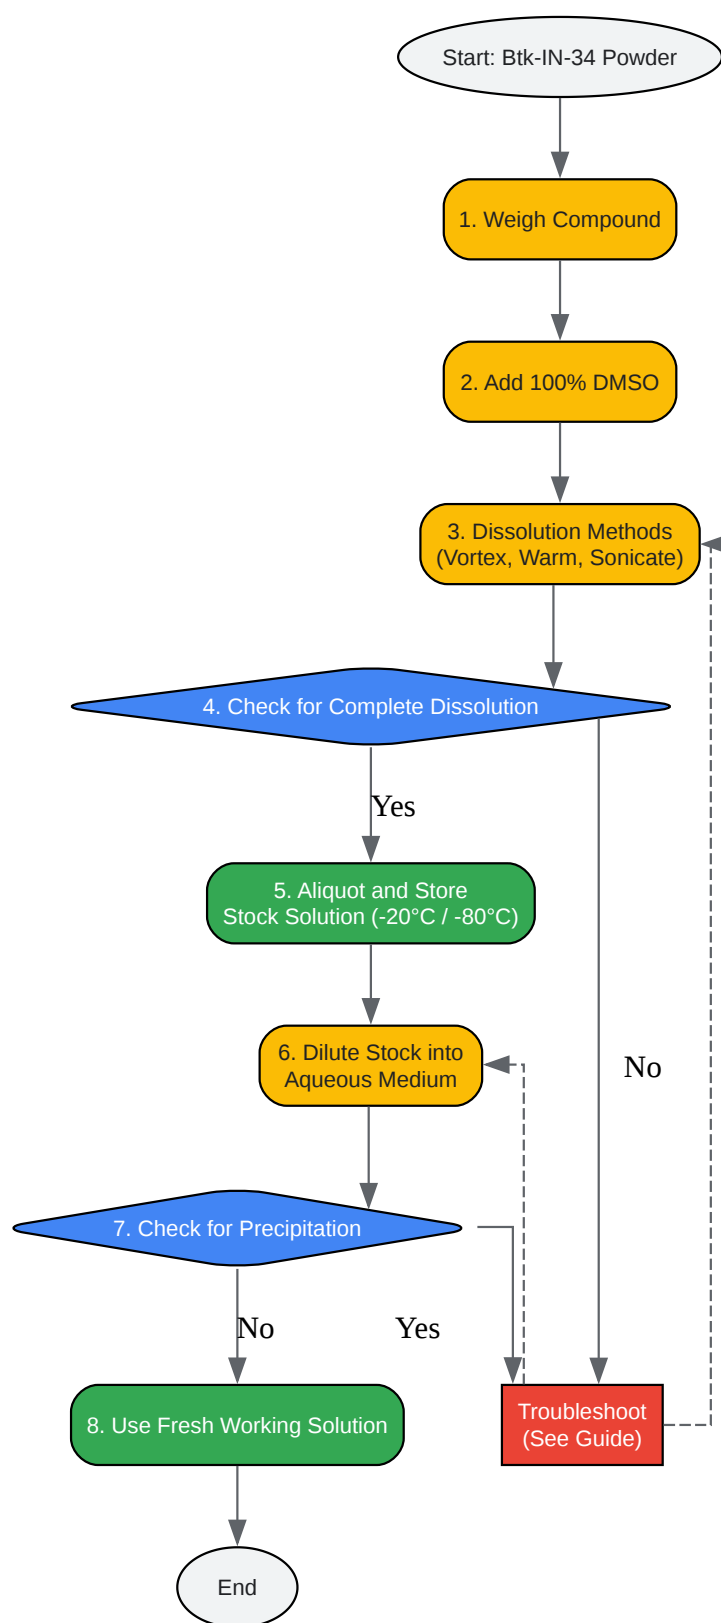 Start: Btk-IN-34 Powder
1. Weigh Compound
2. Add 100% DMSO
3. Dissolution Methods
(Vortex, Warm, Sonicate)
4. Check for Complete Dissolution
Yes
5. Aliquot and Store
Stock Solution (-20°C / -80°C)
6. Dilute Stock into
Aqueous Medium
No
7. Check for Precipitation
No
Yes
8. Use Fresh Working Solution
Troubleshoot
(See Guide)
End